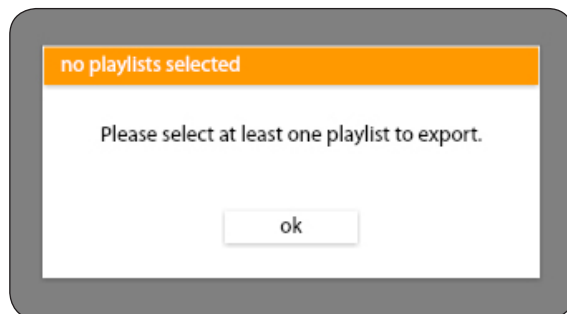 no playlists selected
Please select at least one playlist to export.
ok